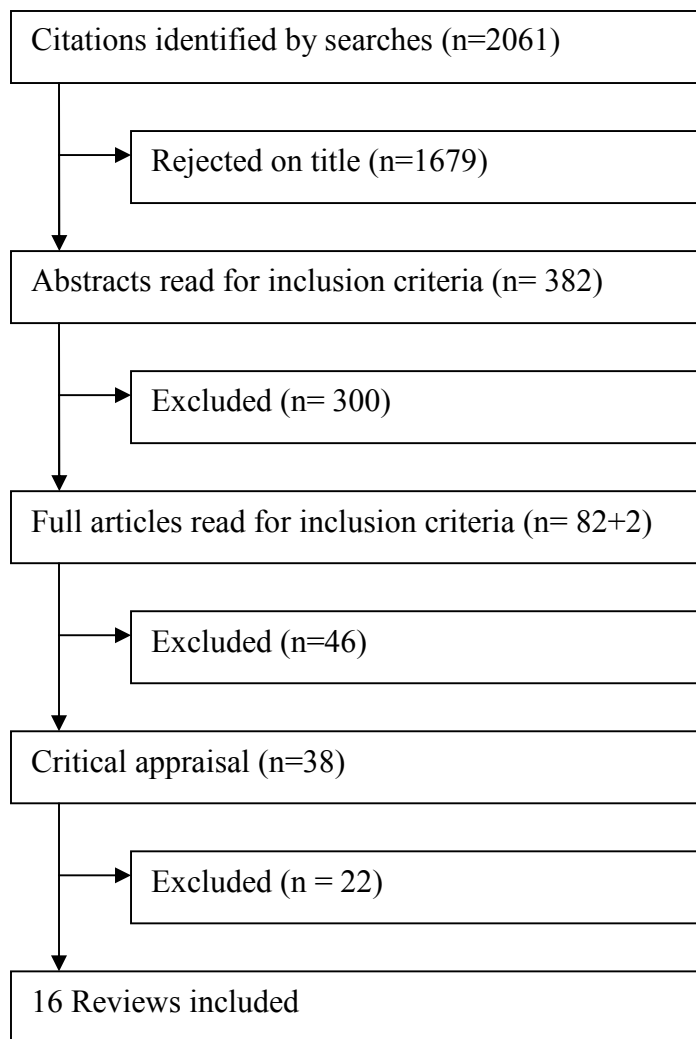 Citations identified by searches (n=2061)
Rejected on title (n=1679)
Abstracts read for inclusion criteria (n= 382)
Excluded (n= 300)
Full articles read for inclusion criteria (n= 82+2)
Excluded (n=46)
Critical appraisal (n=38)
Excluded (n = 22)
16 Reviews included